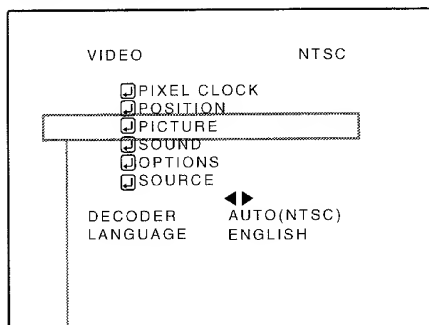 VIDEO NTSC
PIXEL CLOCK
POSITION
PICTURE
SOUND
OPTIONS
SOURCE
DECODER AUTO(NTSC)
LANGUAGE ENGLISH